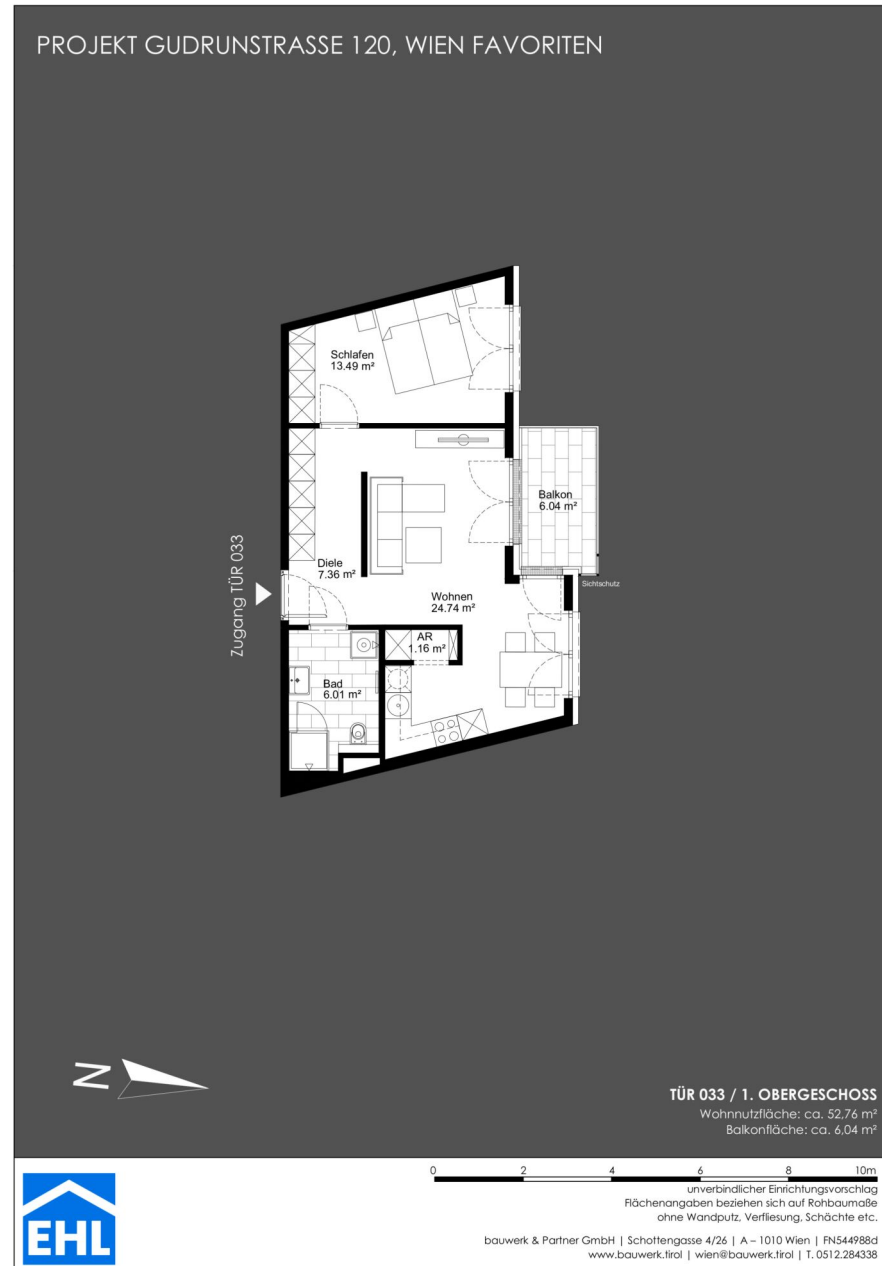 PROJEKT GUDRUNSTRASSE 120, WIEN FAVORITEN
Schlafen
13.49 m²
Balkon
6.04 m²
Zugang TÜR 033
Diele
7.36 m²
Sichtschutz
Wohnen
24.74 m²
AR
1.16 m²
Bad
6.01 m²
N
TÜR 033 / 1. OBERGESCHOSS
Wohnnutzfläche: ca. 52,76 m²
Balkonfläche: ca. 6,04 m²
0 2 4 6 8 10m
unverbindlicher Einrichtungsvorschlag
Flächenangaben beziehen sich auf Rohbaumaße
ohne Wandputz, Verfliesung, Schächte etc.
EHL
bauwerk & Partner GmbH | Schottengasse 4/26 | A – 1010 Wien | FN544988d
www.bauwerk.tirol | wien@bauwerk.tirol | T. 0512.284338